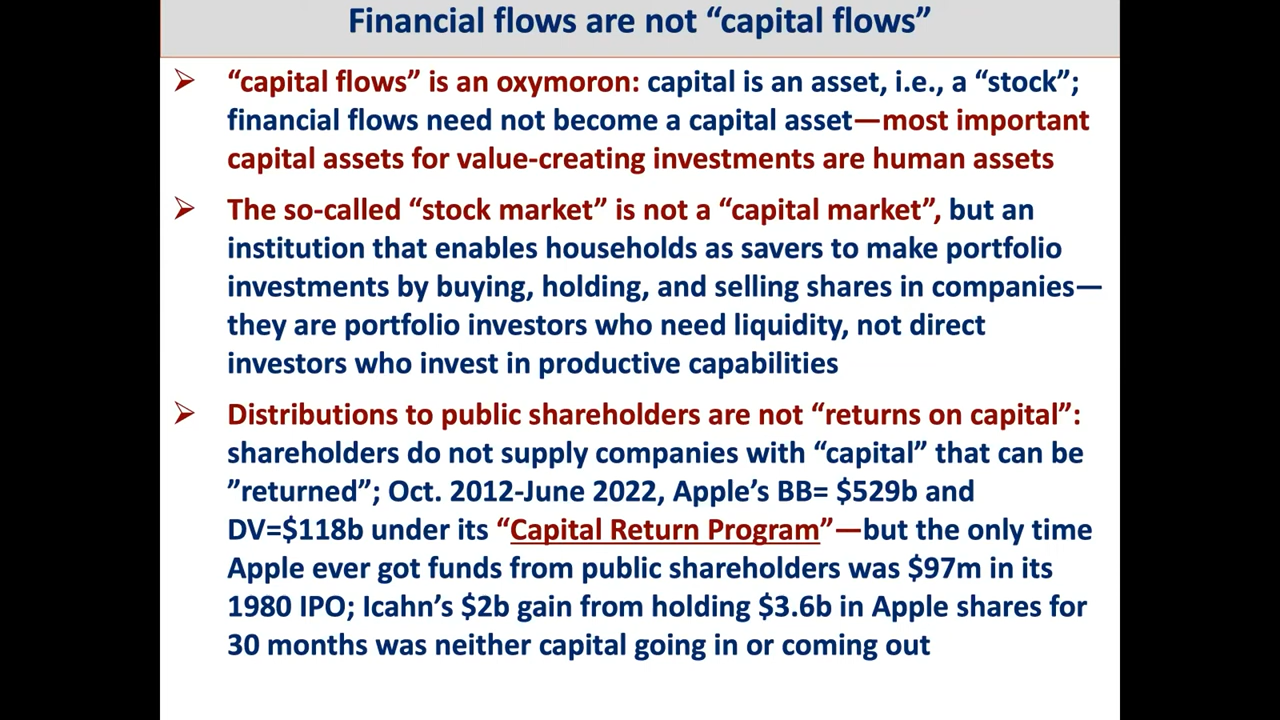 Financial flows are not “capital flows”
➢ “capital flows” is an oxymoron: capital is an asset, i.e., a “stock”;
financial flows need not become a capital asset—most important
capital assets for value-creating investments are human assets
➢ The so-called “stock market” is not a “capital market”, but an
institution that enables households as savers to make portfolio
investments by buying, holding, and selling shares in companies—
they are portfolio investors who need liquidity, not direct
investors who invest in productive capabilities
➢ Distributions to public shareholders are not “returns on capital”:
shareholders do not supply companies with “capital” that can be
”returned”; Oct. 2012-June 2022, Apple’s BB= $529b and
DV=$118b under its “Capital Return Program”—but the only time
Apple ever got funds from public shareholders was $97m in its
1980 IPO; Icahn’s $2b gain from holding $3.6b in Apple shares for
30 months was neither capital going in or coming out